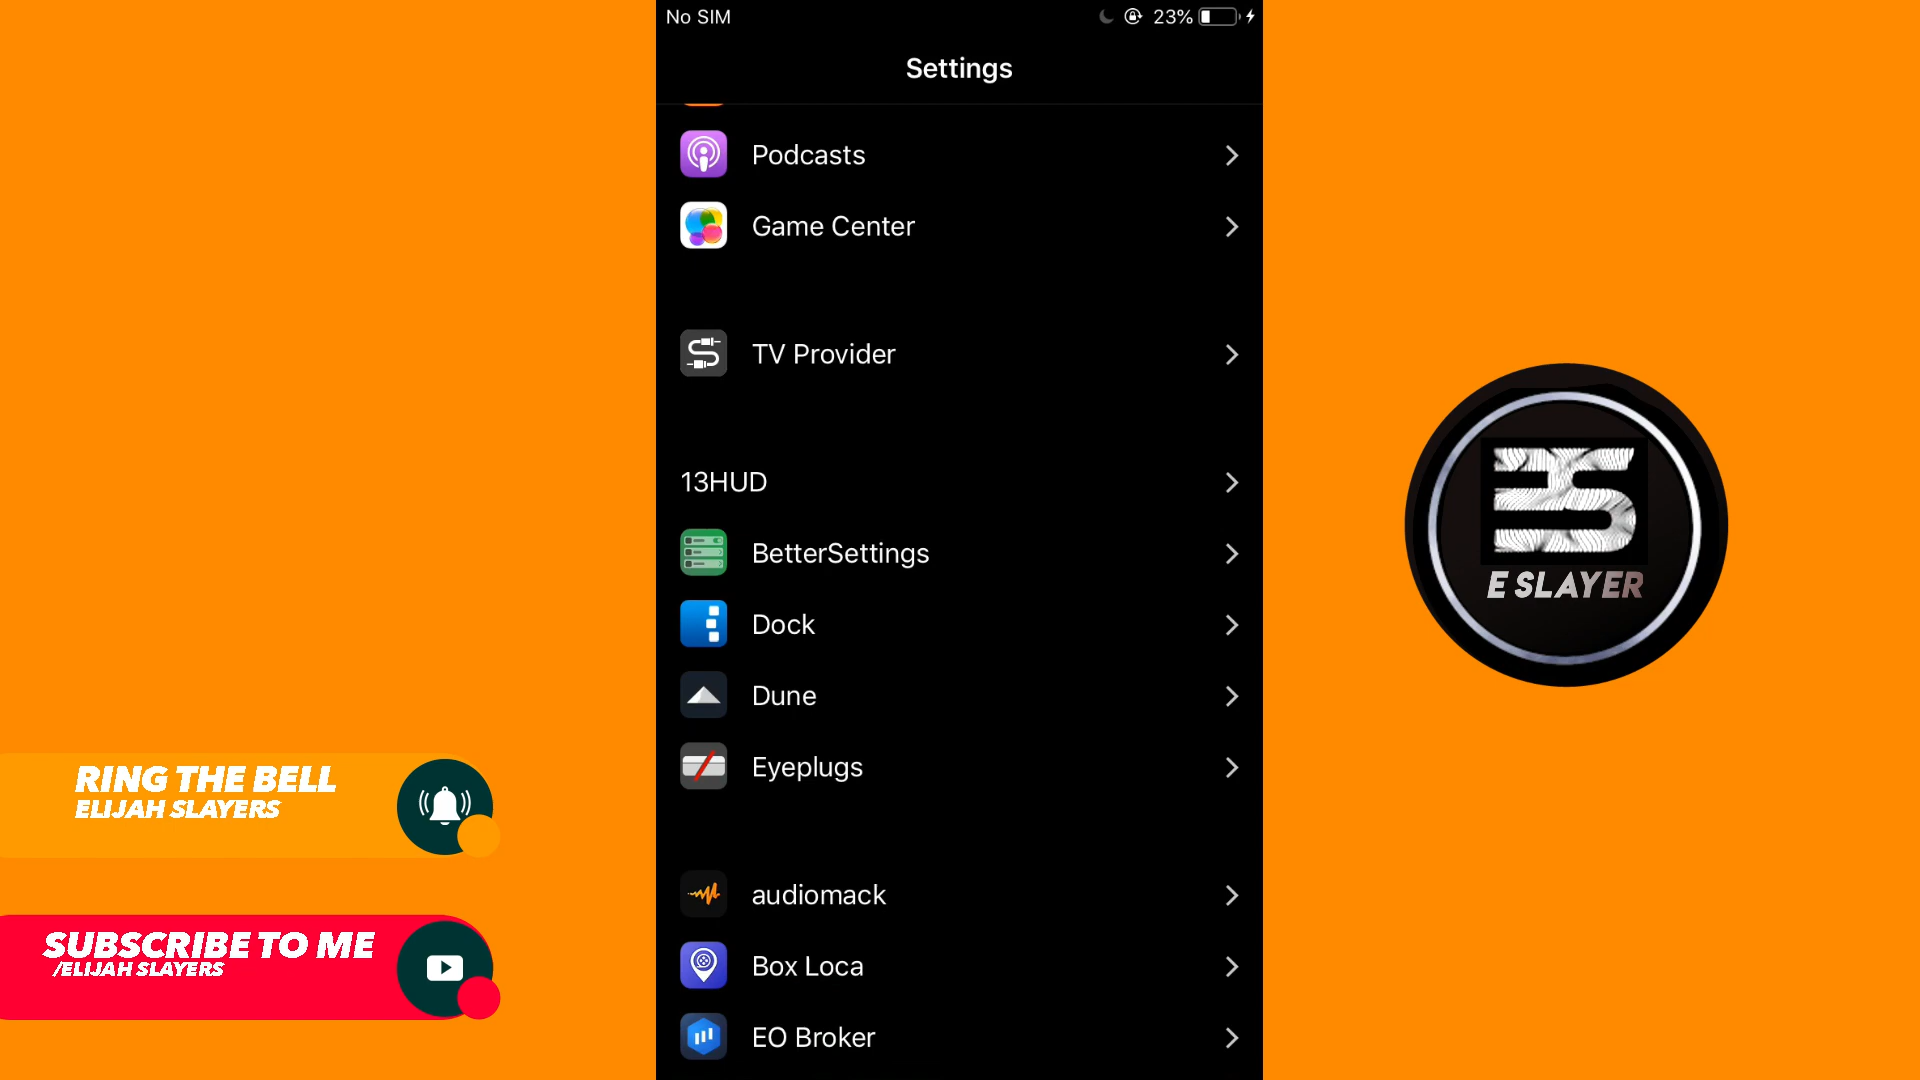 No SIM
23%
Settings
Podcasts
Game Center
TV Provider
13HUD
BetterSettings
Dock
Dune
Eyeplugs
audiomack
Box Loca
EO Broker
RING THE BELL
ELIJAH SLAYERS
SUBSCRIBE TO ME
/ELIJAH SLAYERS
ES
E SLAYER